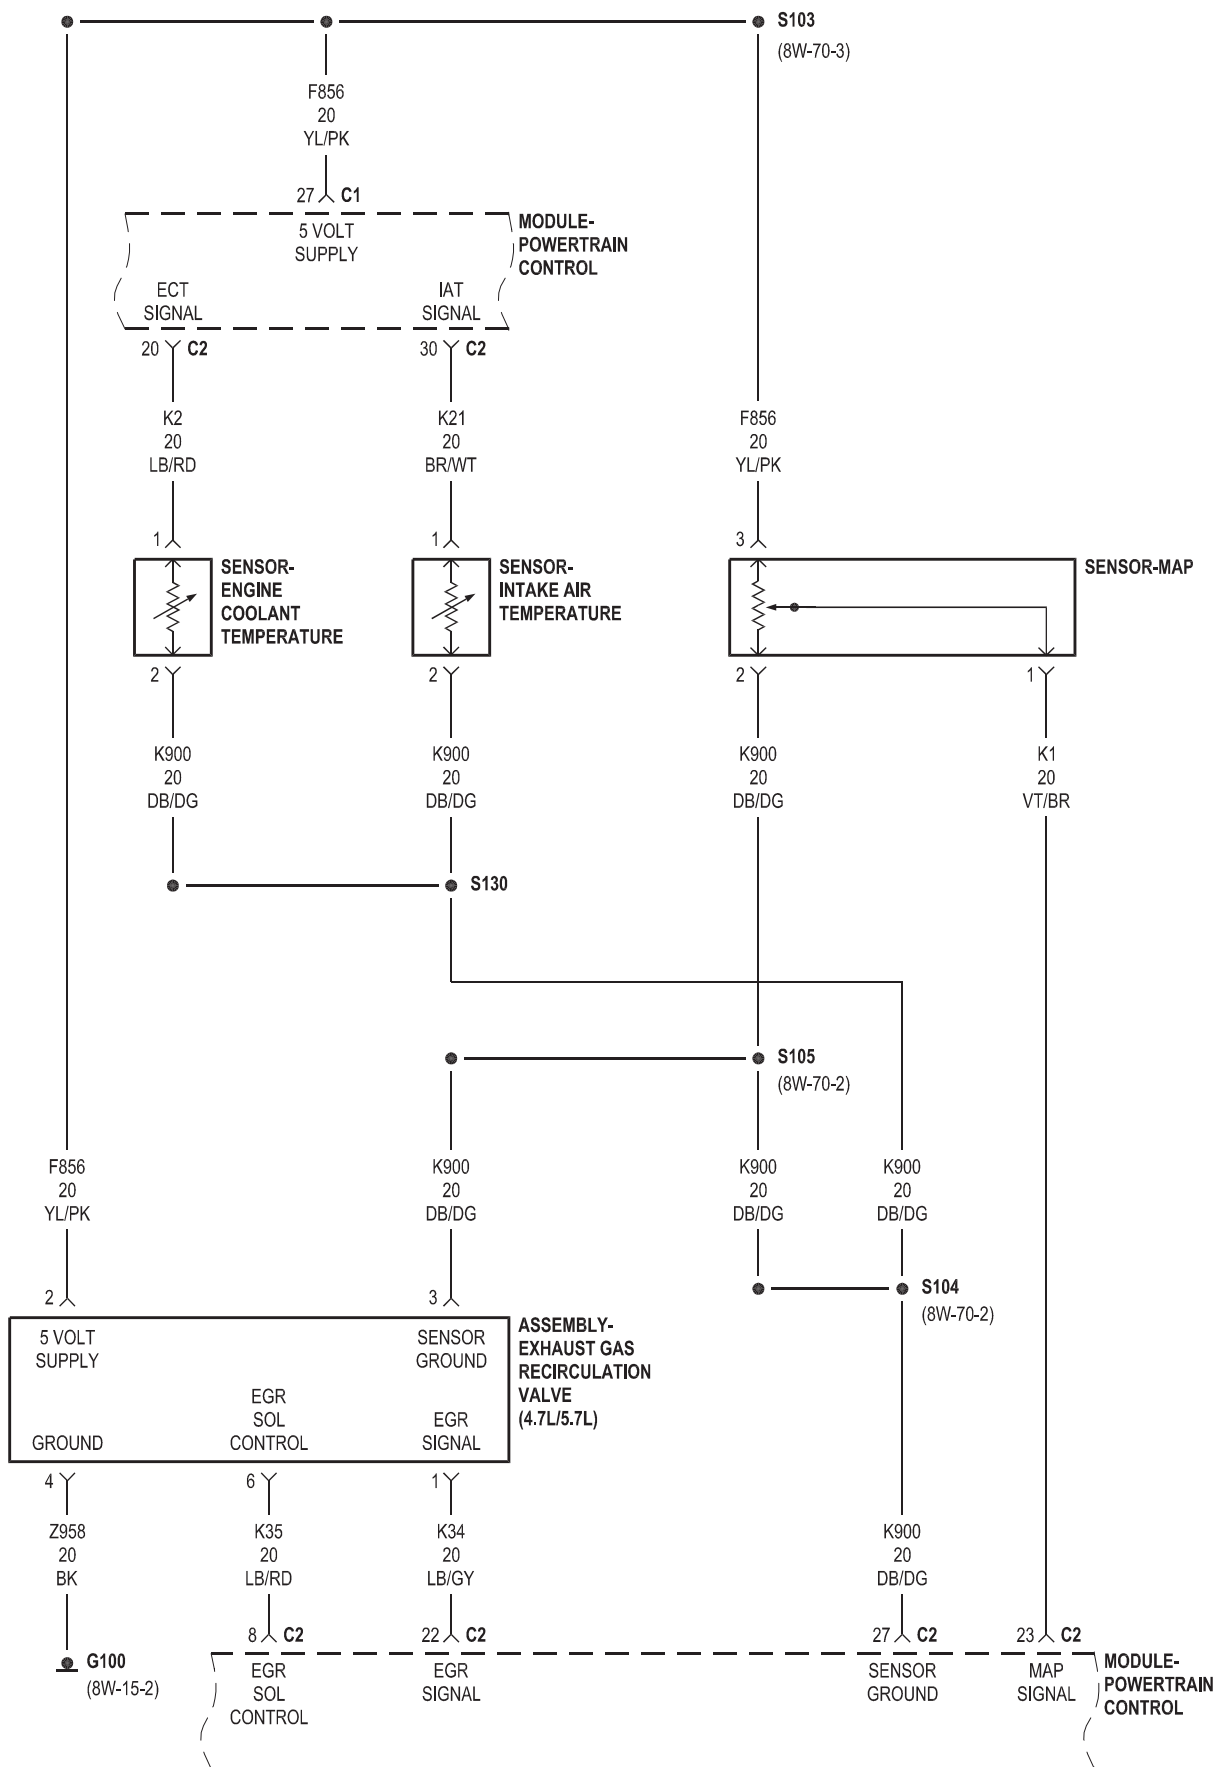 S103
(8W-70-3)
F856
20
YL/PK
27 C1
5 VOLT
SUPPLY
MODULE-
POWERTRAIN
CONTROL
ECT
SIGNAL
IAT
SIGNAL
20 C2
30 C2
K2
20
LB/RD
K21
20
BR/WT
F856
20
YL/PK
1
1
3
SENSOR-
ENGINE
COOLANT
TEMPERATURE
SENSOR-
INTAKE AIR
TEMPERATURE
SENSOR-MAP
2
2
2
1
K900
20
DB/DG
K900
20
DB/DG
K900
20
DB/DG
K1
20
VT/BR
S130
S105
(8W-70-2)
F856
20
YL/PK
K900
20
DB/DG
K900
20
DB/DG
K900
20
DB/DG
S104
(8W-70-2)
2
3
5 VOLT
SUPPLY
SENSOR
GROUND
ASSEMBLY-
EXHAUST GAS
RECIRCULATION
VALVE
(4.7L/5.7L)
GROUND
EGR
SOL
CONTROL
EGR
SIGNAL
4
6
1
Z958
20
BK
K35
20
LB/RD
K34
20
LB/GY
K900
20
DB/DG
G100
(8W-15-2)
8 C2
22 C2
27 C2
23 C2
EGR
SOL
CONTROL
EGR
SIGNAL
SENSOR
GROUND
MAP
SIGNAL
MODULE-
POWERTRAIN
CONTROL